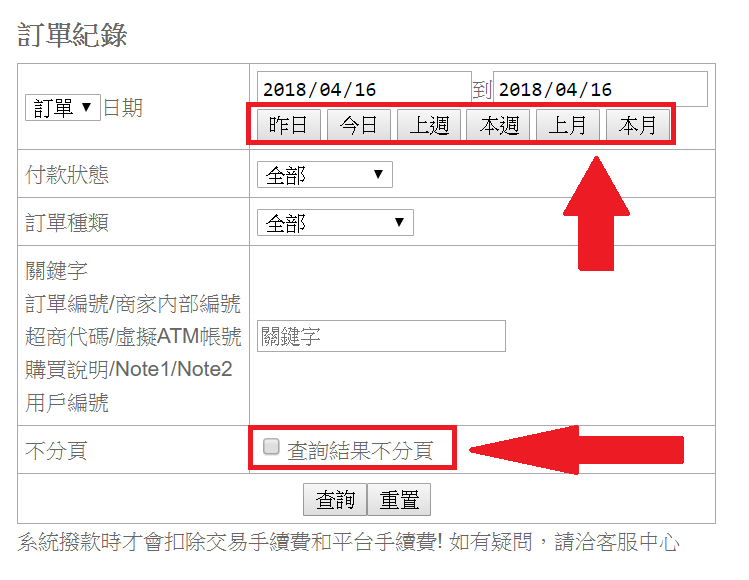 訂單紀錄
訂單 ▼ 日期 2018/04/16 到 2018/04/16
昨日 今日 上週 本週 上月 本月
付款狀態 全部 ▼
訂單種類 全部 ▼
關鍵字
訂單編號/商家內部編號
超商代碼/虛擬ATM帳號 關鍵字
購買說明/Note1/Note2
用戶編號
不分頁 查詢結果不分頁
查詢 重置
系統撥款時才會扣除交易手續費和平台手續費! 如有疑問，請洽客服中心